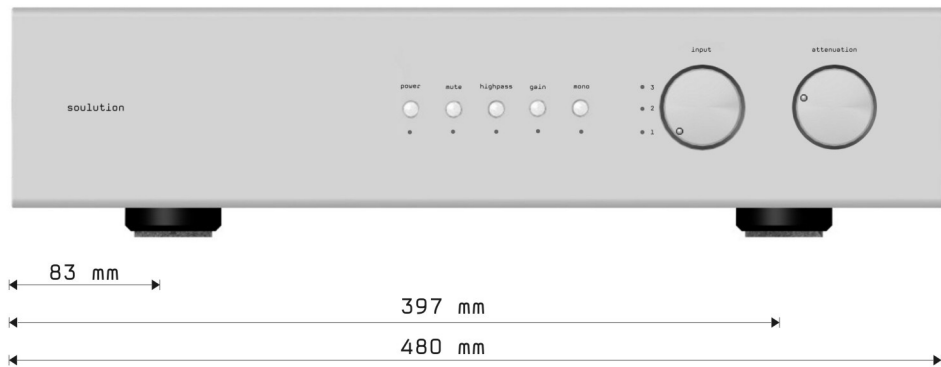 input
attenuation
power
mute
highpass
gain
mono
3
soulution
2
1
83 mm
397 mm
480 mm